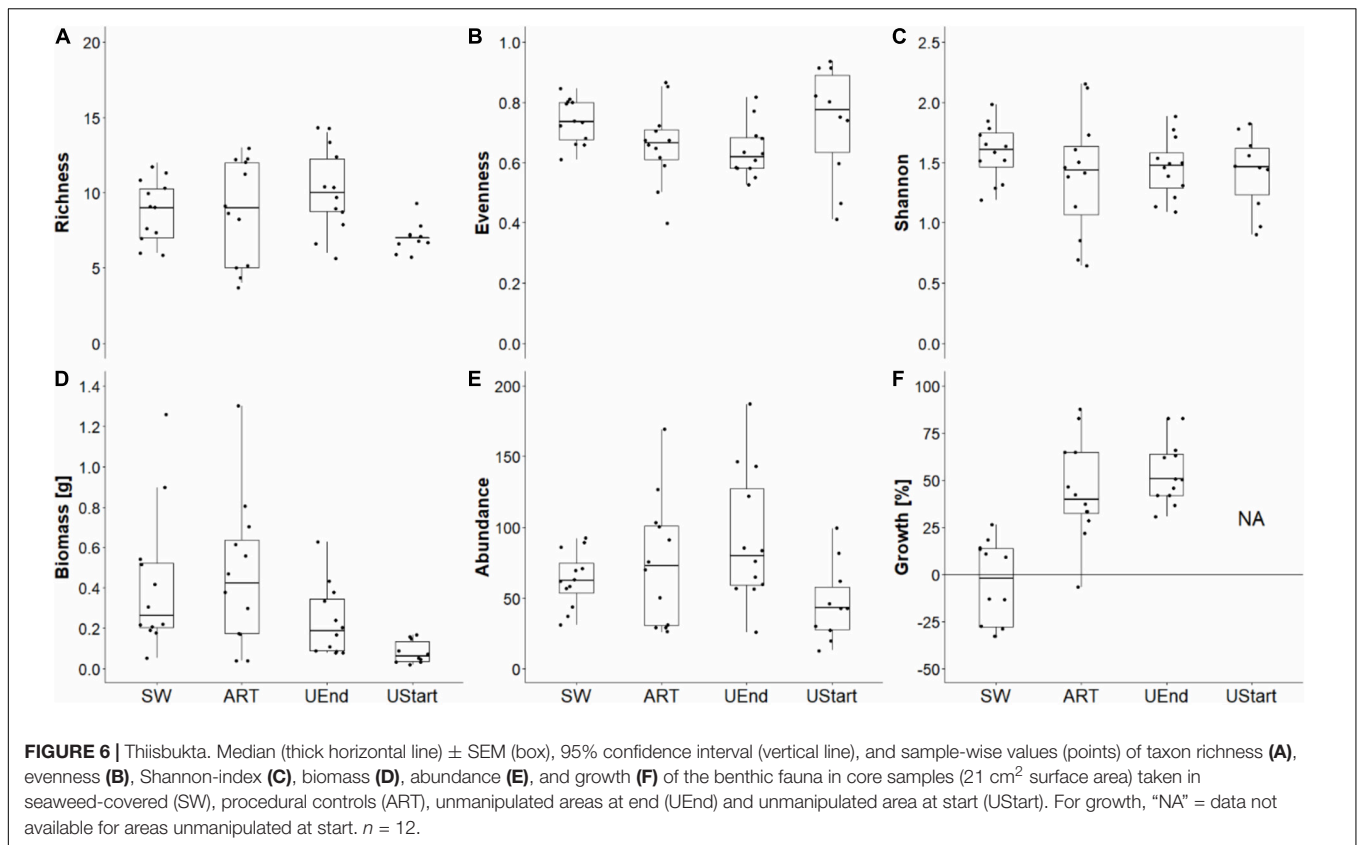 A
B
C
20
15
10
5
0
Richness
1.0
0.8
0.6
0.4
0.2
0.0
Evenness
2.5
2.0
1.5
1.0
0.5
0.0
Shannon
D
E
F
1.4
1.2
1.0
0.8
0.6
0.4
0.2
0.0
Biomass [g]
200
150
100
50
0
Abundance
100
75
50
25
0
-25
-50
Growth [%]
NA
SW ART UEnd UStart
SW ART UEnd UStart
SW ART UEnd UStart
FIGURE 6 | Thiisbukta. Median (thick horizontal line) ± SEM (box), 95% confidence interval (vertical line), and sample-wise values (points) of taxon richness (A),
evenness (B), Shannon-index (C), biomass (D), abundance (E), and growth (F) of the benthic fauna in core samples (21 cm² surface area) taken in
seaweed-covered (SW), procedural controls (ART), unmanipulated areas at end (UEnd) and unmanipulated area at start (UStart). For growth, “NA” = data not
available for areas unmanipulated at start. n = 12.